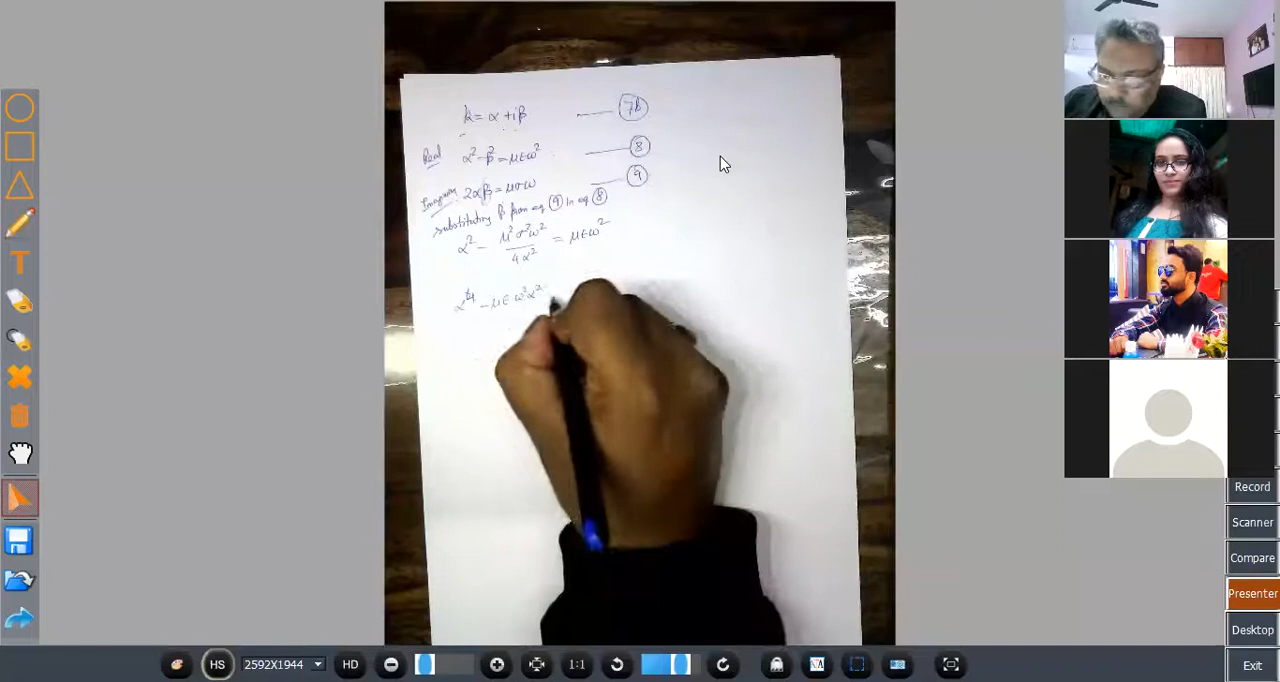 k = α + iβ —— (7b)
Real α² - β² = μεω² —— (8)
Imaginary 2αβ = μσω —— (9)
substituting β from eq (9) in eq (8)
α² - μ²σ²ω² / 4α² = μεω²
α⁴ - μεω²α²
T
Record
Scanner
Compare
Presenter
Desktop
Exit
HS 2592X1944 HD 1:1